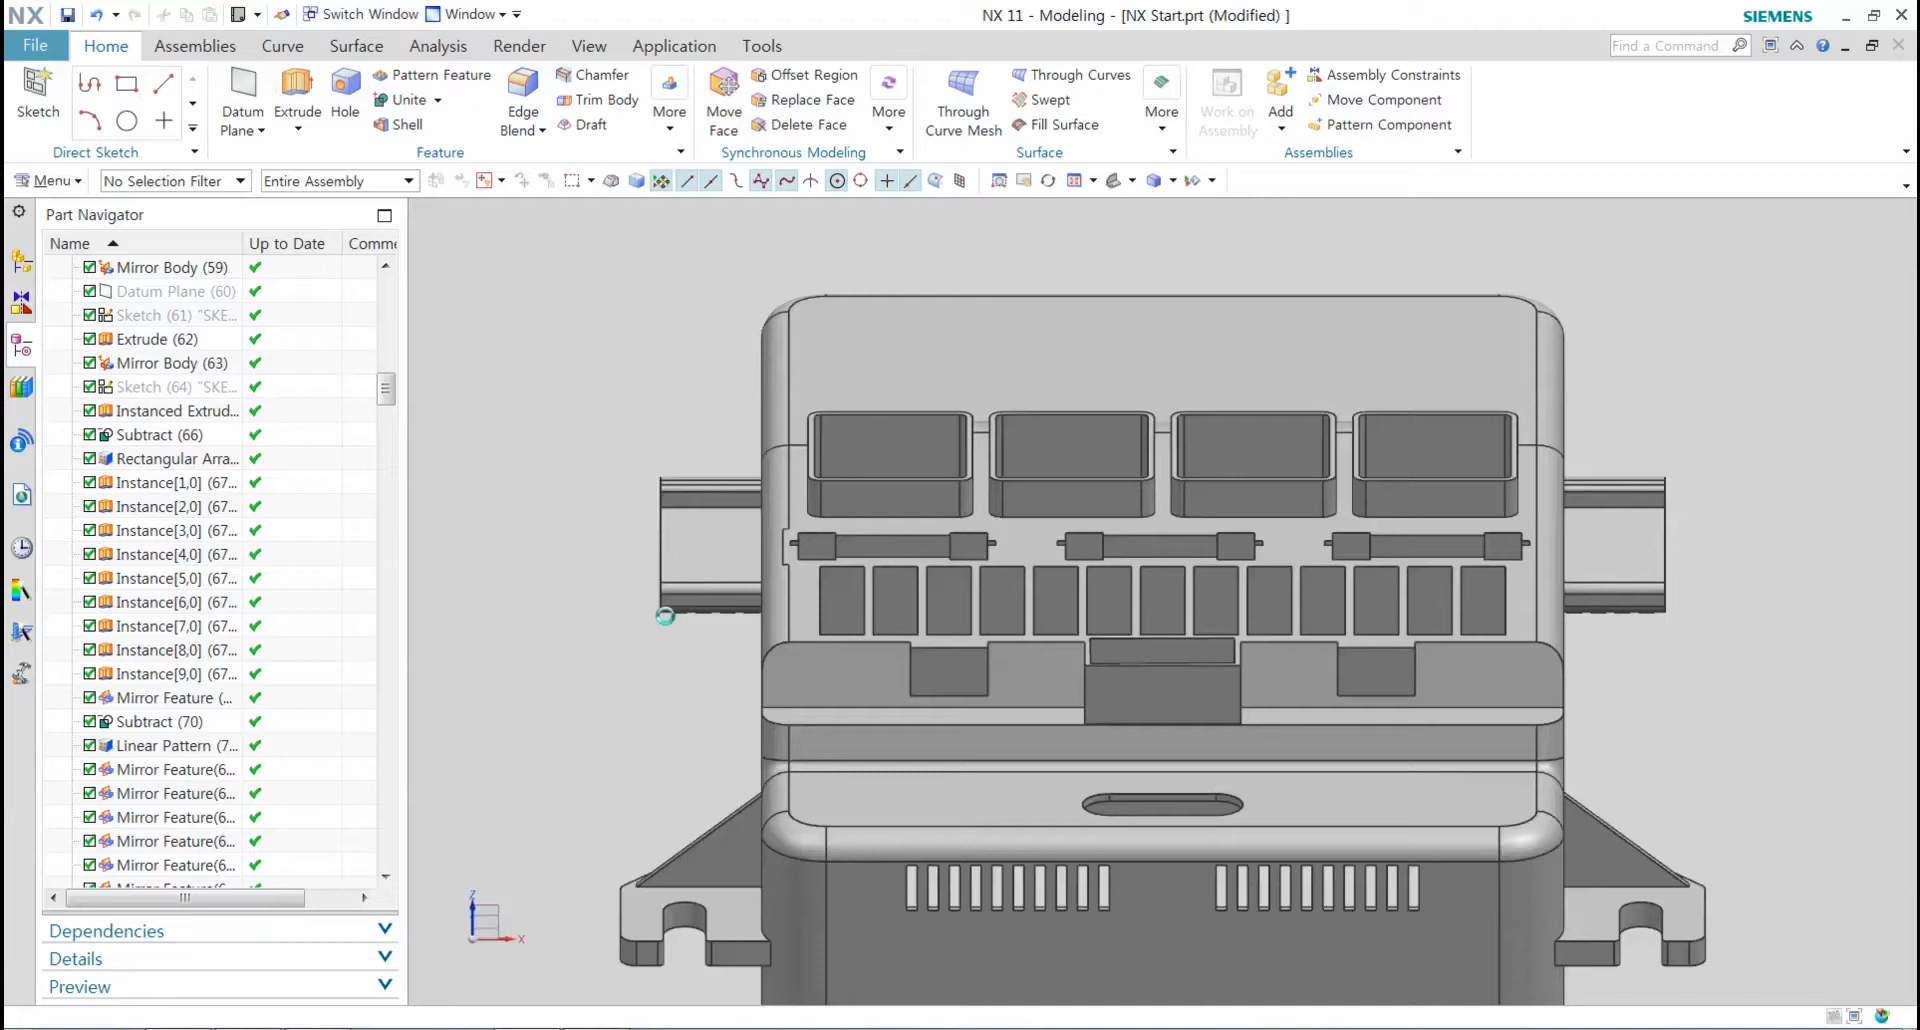 NX Switch Window Window NX 11 - Modeling - [NX Start.prt (Modified) ] SIEMENS
File Home Assemblies Curve Surface Analysis Render View Application Tools Find a Command
Sketch
Direct Sketch
Datum
Plane
Extrude
Hole
Pattern Feature
Unite
Shell
Edge
Blend
Chamfer
Trim Body
Draft
More
Feature
Move
Face
Offset Region
Replace Face
Delete Face
More
Synchronous Modeling
Through
Curve Mesh
Through Curves
Swept
Fill Surface
More
Surface
Work on
Assembly
Add
Assembly Constraints
Move Component
Pattern Component
Assemblies
Menu No Selection Filter Entire Assembly
Part Navigator
Name Up to Date Comme
Mirror Body (59)
Datum Plane (60)
Sketch (61) "SKE...
Extrude (62)
Mirror Body (63)
Sketch (64) "SKE...
Instanced Extrud...
Subtract (66)
Rectangular Arra...
Instance[1,0] (67...
Instance[2,0] (67...
Instance[3,0] (67...
Instance[4,0] (67...
Instance[5,0] (67...
Instance[6,0] (67...
Instance[7,0] (67...
Instance[8,0] (67...
Instance[9,0] (67...
Mirror Feature (...
Subtract (70)
Linear Pattern (7...
Mirror Feature(6...
Mirror Feature(6...
Mirror Feature(6...
Mirror Feature(6...
Mirror Feature(6...
Z
X
Dependencies
Details
Preview